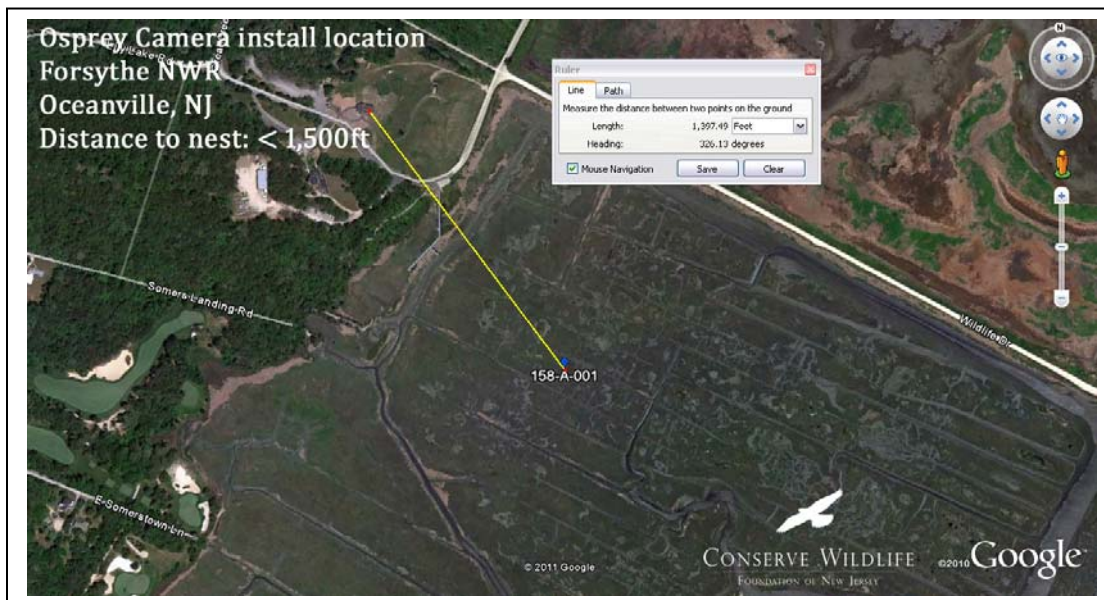 Osprey Camera install location
Forsythe NWR
Oceanville, NJ
Distance to nest: < 1,500ft
Lily Lake Rd
Ruler
Line Path
Measure the distance between two points on the ground
Length: 1,397.49 Feet
Heading: 326.13 degrees
Mouse Navigation Save Clear
N
Somers Landing Rd
Wildlife Dr
158-A-001
E Somerstown Ln
© 2011 Google
CONSERVE WILDLIFE
FOUNDATION OF NEW JERSEY
©2010 Google